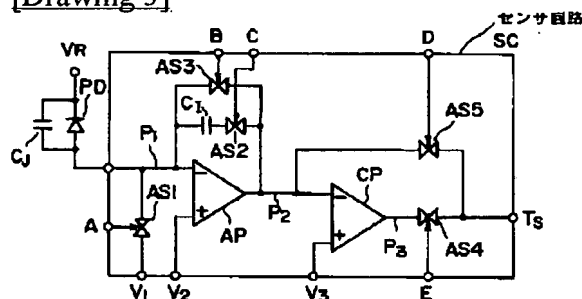 [Drawing 3]
センサ回路
SC
VR
B
C
D
AS3
PD
CI
AS2
AS5
CJ
P1
AS1
A
AP
P2
CP
P3
AS4
TS
V1
V2
V3
E